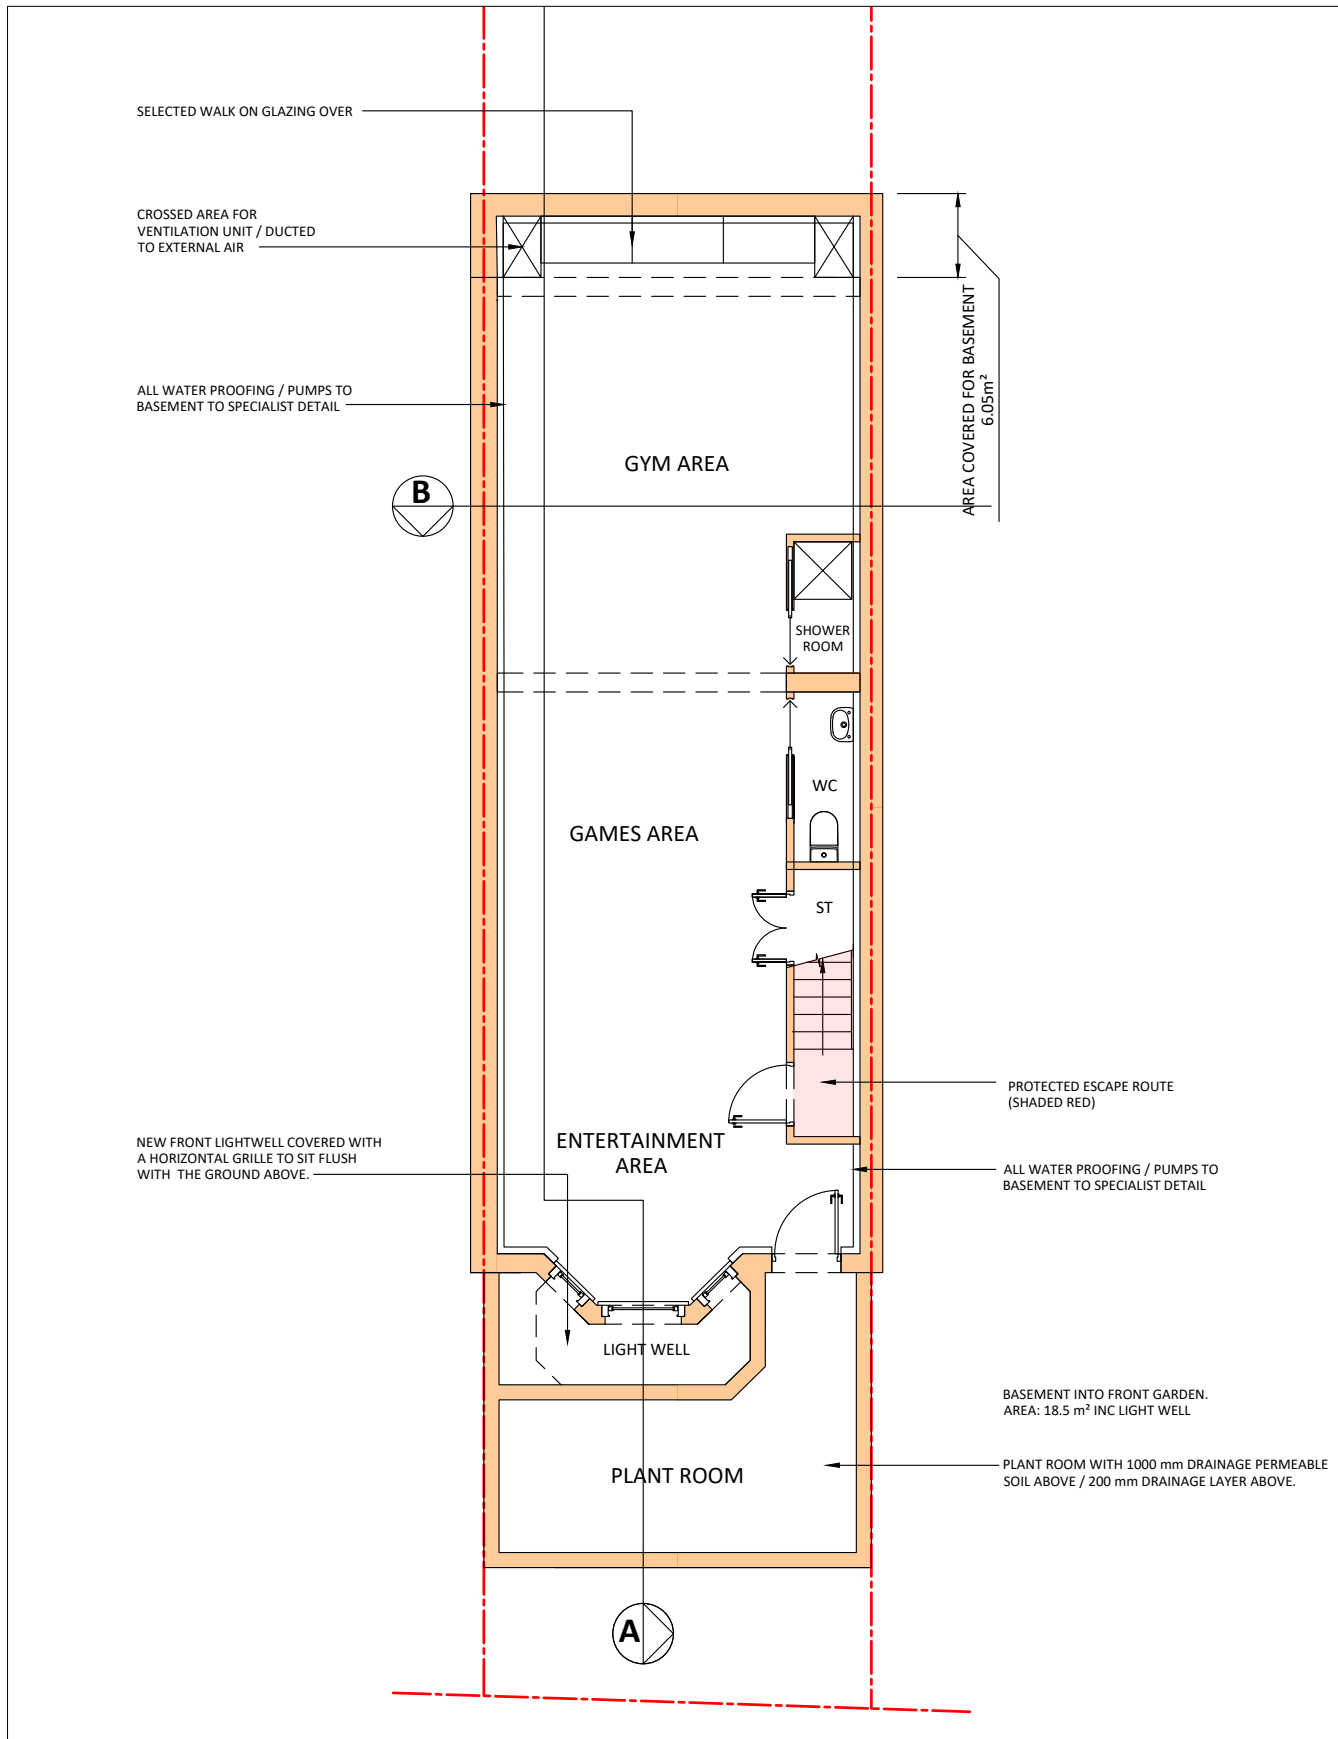 SELECTED WALK ON GLAZING OVER
CROSSED AREA FOR
VENTILATION UNIT / DUCTED
TO EXTERNAL AIR
AREA COVERED FOR BASEMENT
6.05m²
ALL WATER PROOFING / PUMPS TO
BASEMENT TO SPECIALIST DETAIL
GYM AREA
B
SHOWER
ROOM
WC
GAMES AREA
ST
PROTECTED ESCAPE ROUTE
(SHADED RED)
NEW FRONT LIGHTWELL COVERED WITH
A HORIZONTAL GRILLE TO SIT FLUSH
WITH THE GROUND ABOVE.
ENTERTAINMENT
AREA
ALL WATER PROOFING / PUMPS TO
BASEMENT TO SPECIALIST DETAIL
LIGHT WELL
BASEMENT INTO FRONT GARDEN.
AREA: 18.5 m² INC LIGHT WELL
PLANT ROOM
PLANT ROOM WITH 1000 mm DRAINAGE PERMEABLE
SOIL ABOVE / 200 mm DRAINAGE LAYER ABOVE.
A